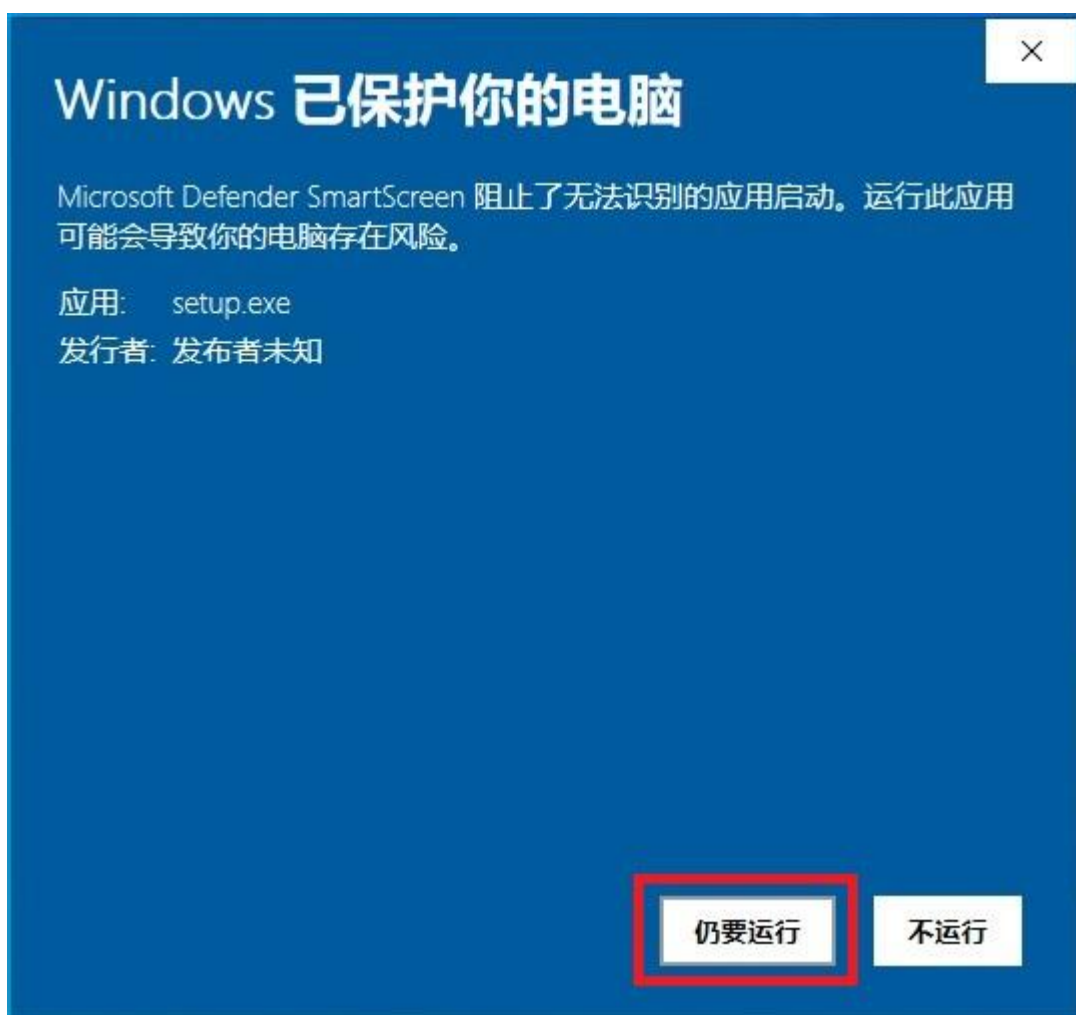 Windows 已保护你的电脑
Microsoft Defender SmartScreen 阻止了无法识别的应用启动。运行此应用
可能会导致你的电脑存在风险。
应用: setup.exe
发行者: 发布者未知
仍要运行 不运行